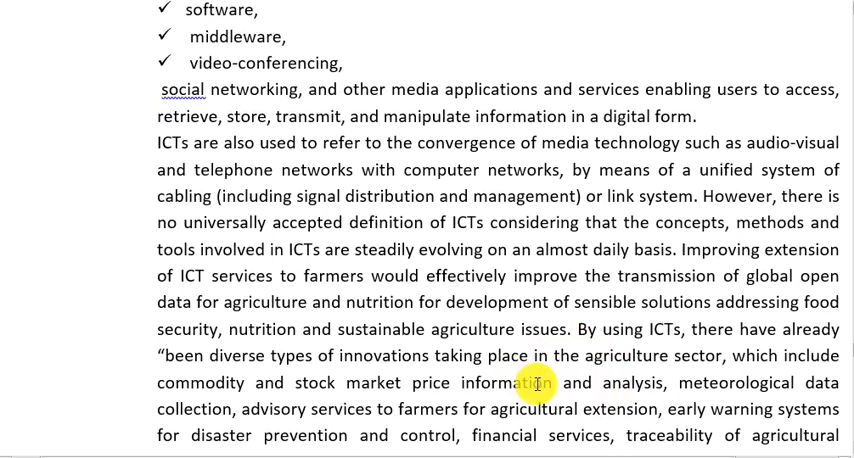 ✓ software,
✓ middleware,
✓ video-conferencing,
social networking, and other media applications and services enabling users to access,
retrieve, store, transmit, and manipulate information in a digital form.
ICTs are also used to refer to the convergence of media technology such as audio-visual
and telephone networks with computer networks, by means of a unified system of
cabling (including signal distribution and management) or link system. However, there is
no universally accepted definition of ICTs considering that the concepts, methods and
tools involved in ICTs are steadily evolving on an almost daily basis. Improving extension
of ICT services to farmers would effectively improve the transmission of global open
data for agriculture and nutrition for development of sensible solutions addressing food
security, nutrition and sustainable agriculture issues. By using ICTs, there have already
“been diverse types of innovations taking place in the agriculture sector, which include
commodity and stock market price information and analysis, meteorological data
collection, advisory services to farmers for agricultural extension, early warning systems
for disaster prevention and control, financial services, traceability of agricultural